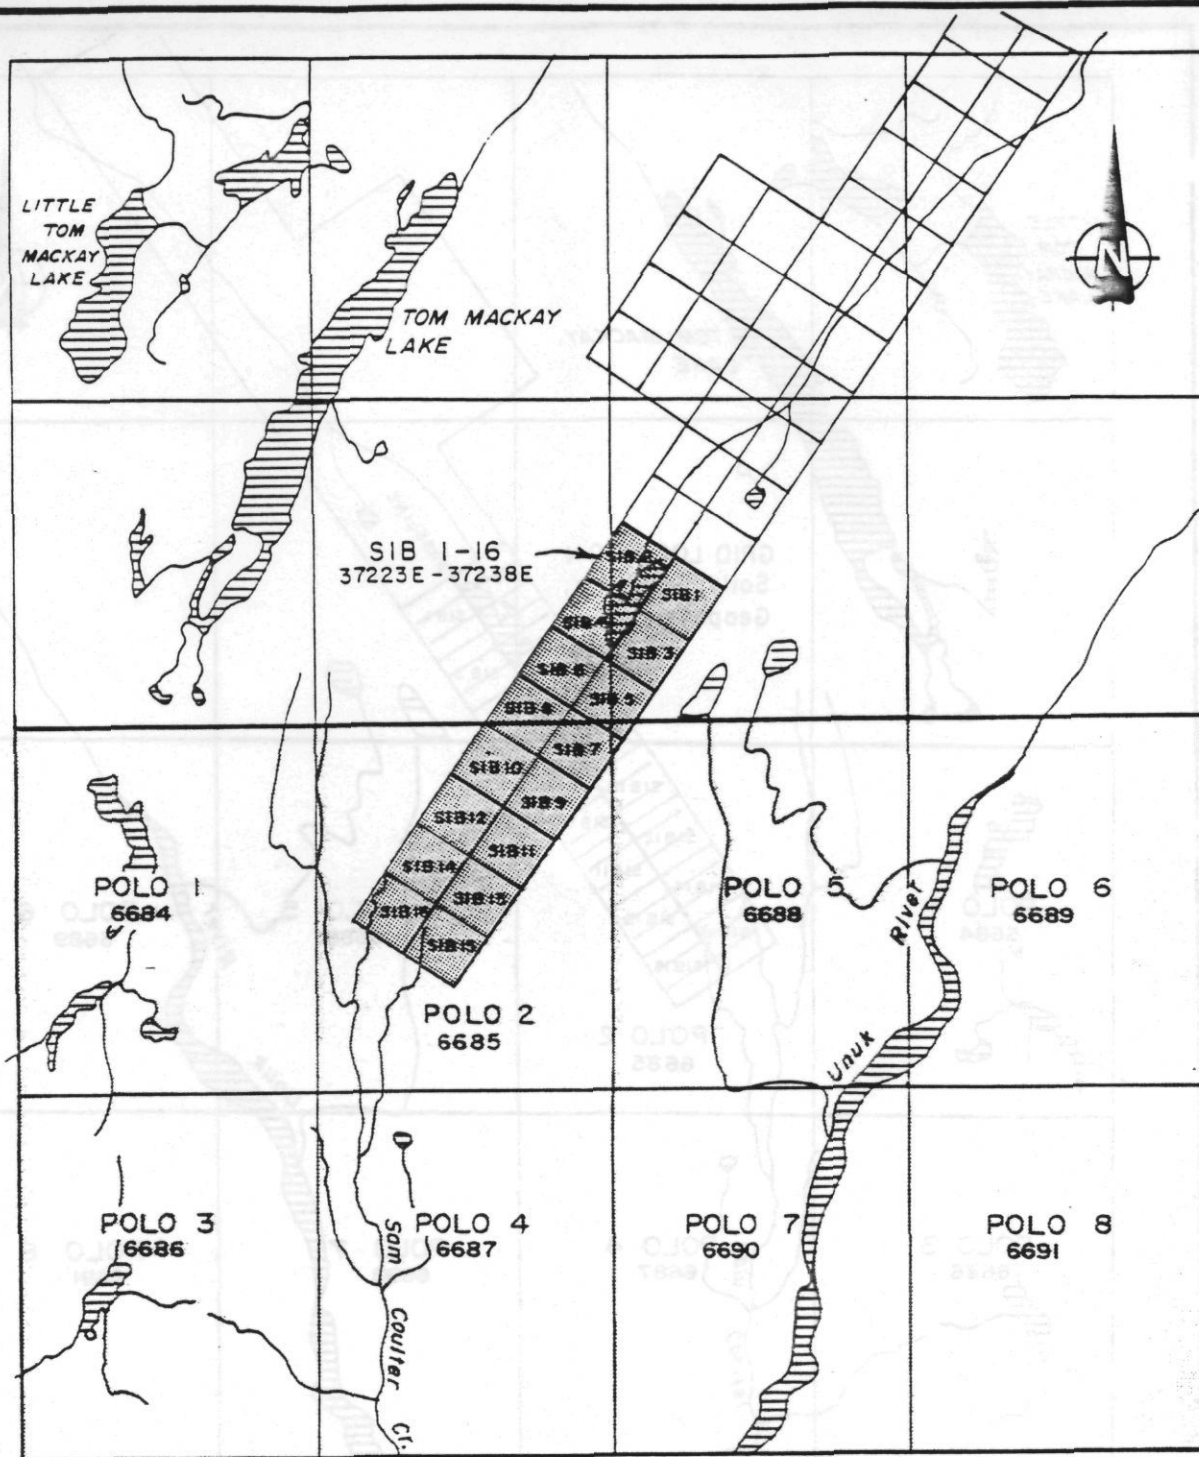 LITTLE
TOM
MACKAY
LAKE
N
TOM MACKAY
LAKE
SIB 1-16
37223E-37238E
SIB 2
SIB 1
SIB 4
SIB 3
SIB 6
SIB 5
SIB 8
SIB 7
SIB 10
SIB 9
SIB 12
SIB 11
SIB 14
SIB 13
SIB 16
SIB 15
POLO 1
6684
POLO 2
6685
POLO 5
6688
POLO 6
6689
Unuk River
POLO 3
6686
POLO 4
6687
POLO 7
6690
POLO 8
6691
Sam Coulter Cr.